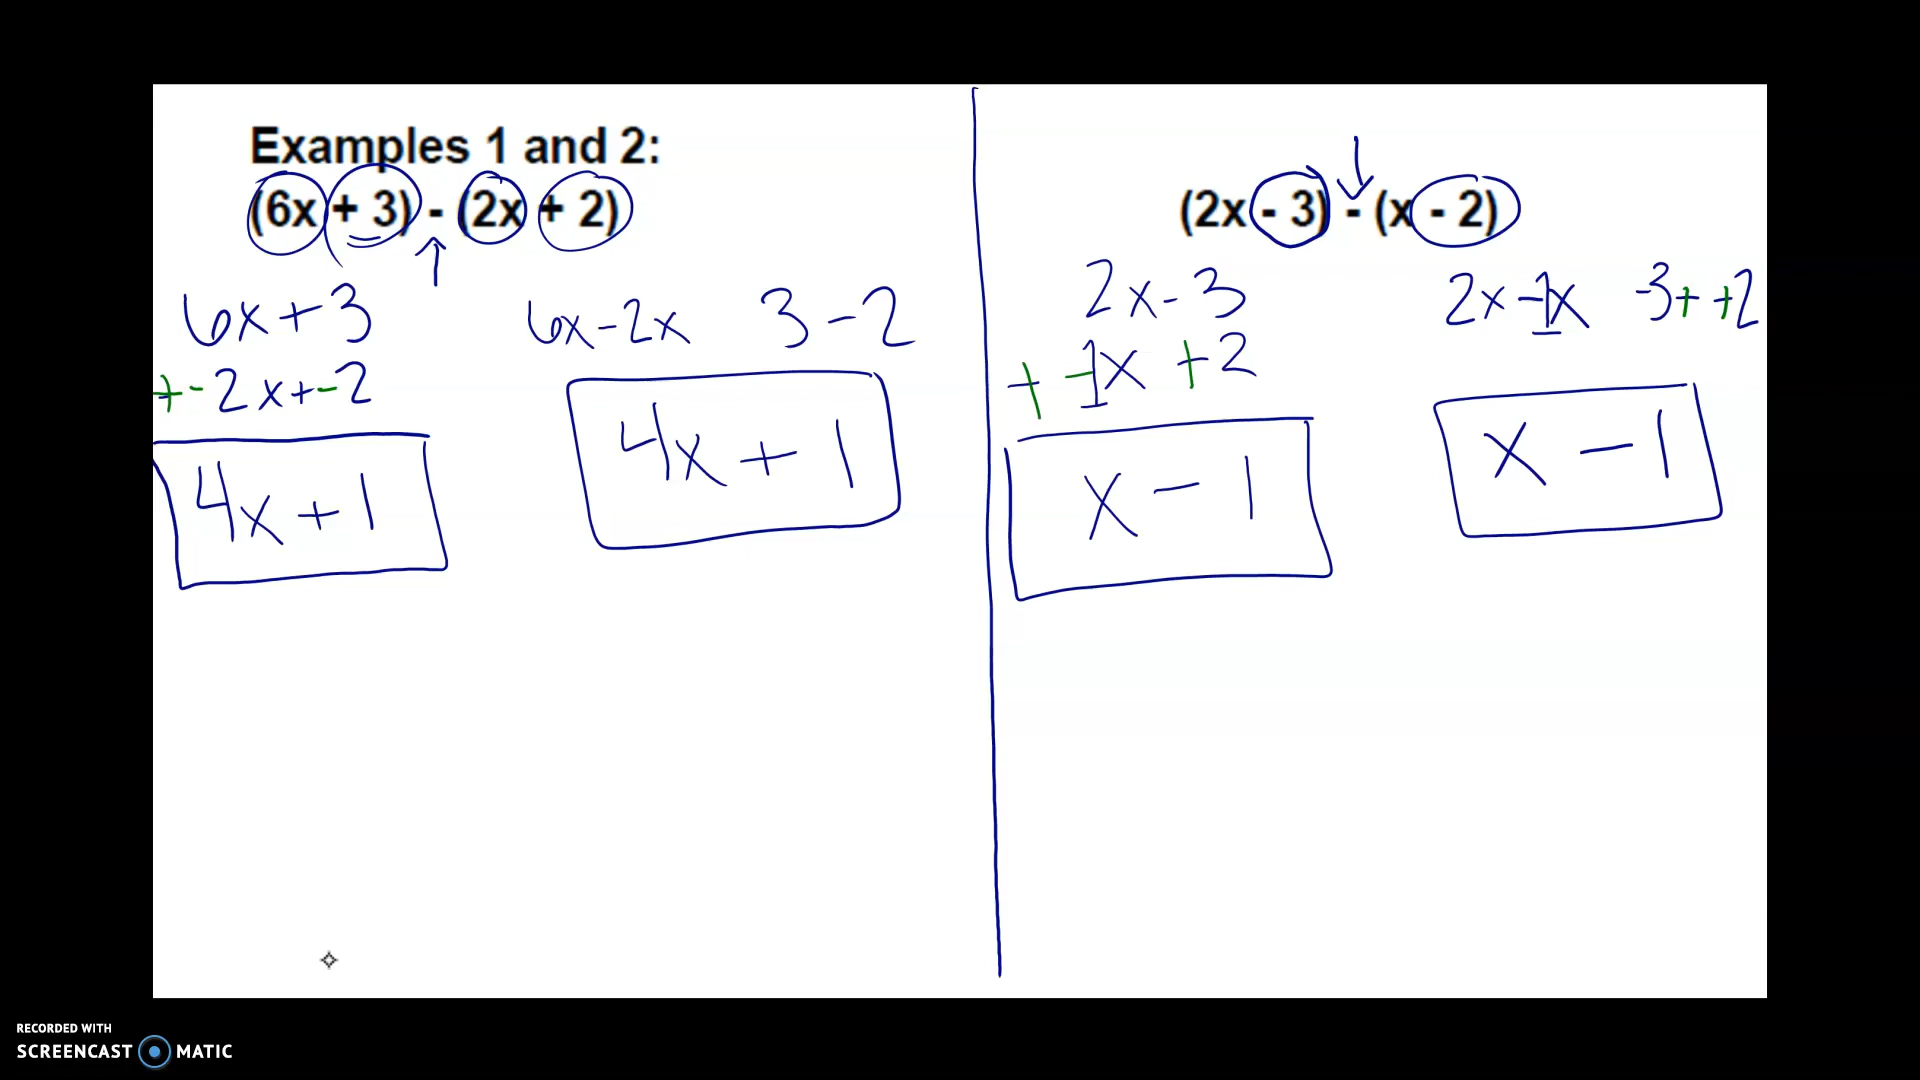 Examples 1 and 2:
(6x + 3) - (2x + 2)
6x + 3
+ -2x + -2
4x + 1
6x - 2x 3 - 2
4x + 1
(2x - 3) - (x - 2)
2x - 3
+ -1x + 2
x - 1
2x - 1x -3 + +2
x - 1
RECORDED WITH
SCREENCAST MATIC